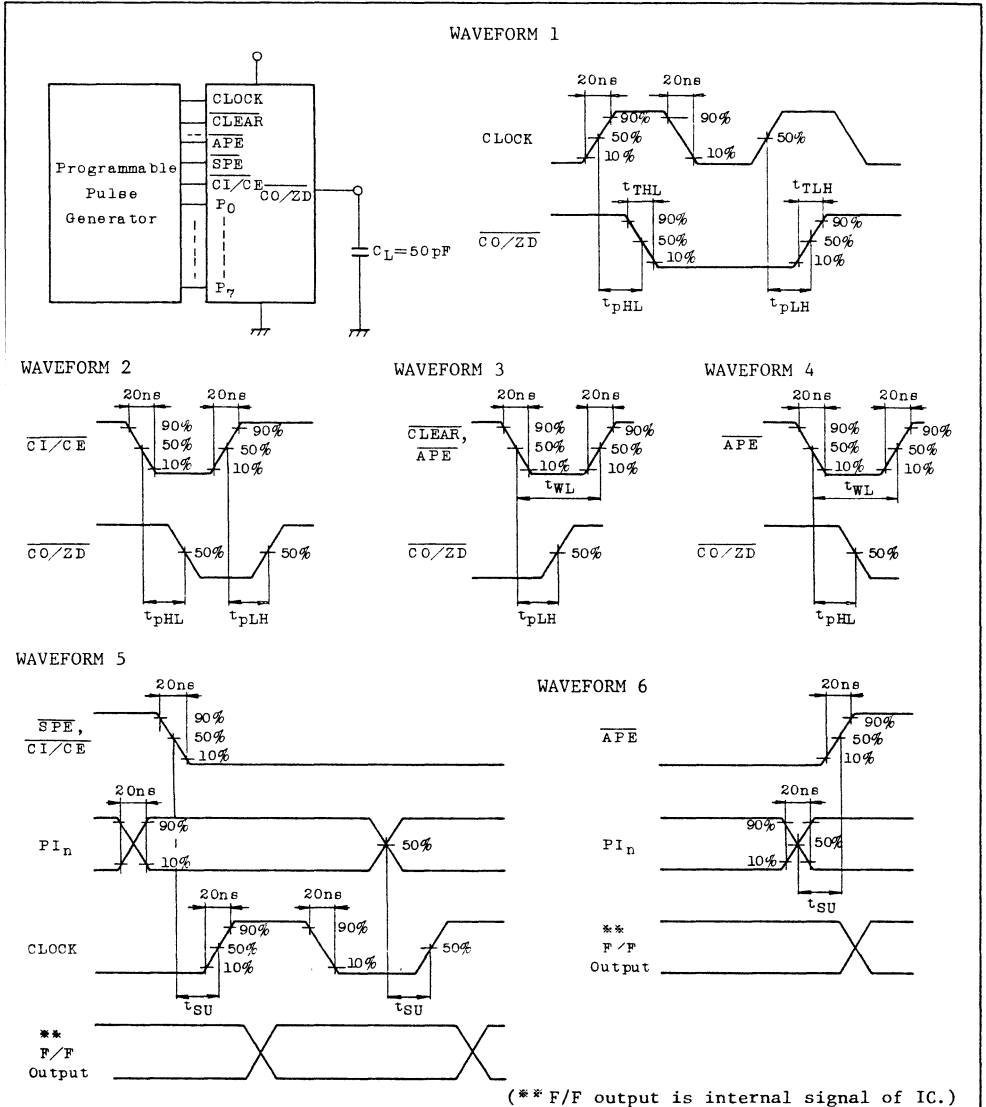 WAVEFORM 1
CLOCK
CLEAR
APE
SPE
CI/CE
CO/ZD
P0
P7
Programmable
Pulse
Generator
CL=50pF
20ns 20ns
CLOCK
90%
50%
10%
90%
10%
50%
tTHL
tTLH
CO/ZD
90%
50%
10%
90%
50%
10%
tpHL
tpLH
WAVEFORM 2
20ns 20ns
CI/CE
90%
50%
10%
90%
50%
10%
CO/ZD
50%
50%
tpHL
tpLH
WAVEFORM 3
20ns 20ns
CLEAR,
APE
90%
50%
10%
90%
50%
10%
tWL
CO/ZD
50%
tpLH
WAVEFORM 4
20ns 20ns
APE
90%
50%
10%
90%
50%
10%
tWL
CO/ZD
50%
tpHL
WAVEFORM 5
20ns
SPE,
CI/CE
90%
50%
10%
20ns
PIn
90%
10%
50%
20ns 20ns
CLOCK
90%
50%
10%
90%
10%
50%
tSU
tSU
**
F/F
Output
WAVEFORM 6
20ns
APE
90%
50%
10%
20ns
PIn
90%
50%
10%
tSU
**
F/F
Output
(** F/F output is internal signal of IC.)